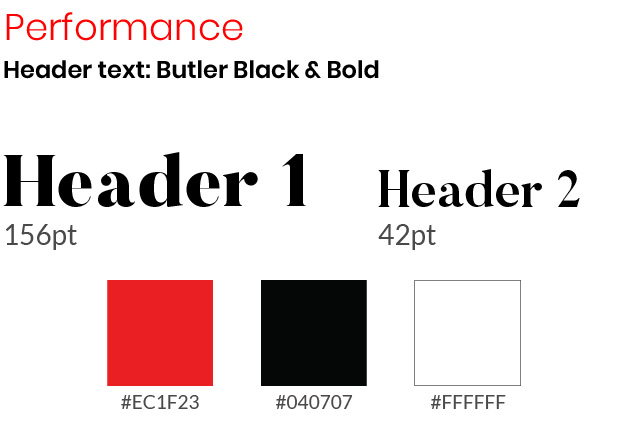 Performance
Header text: Butler Black & Bold
Header 1
156pt
Header 2
42pt
#EC1F23
#040707
#FFFFFF